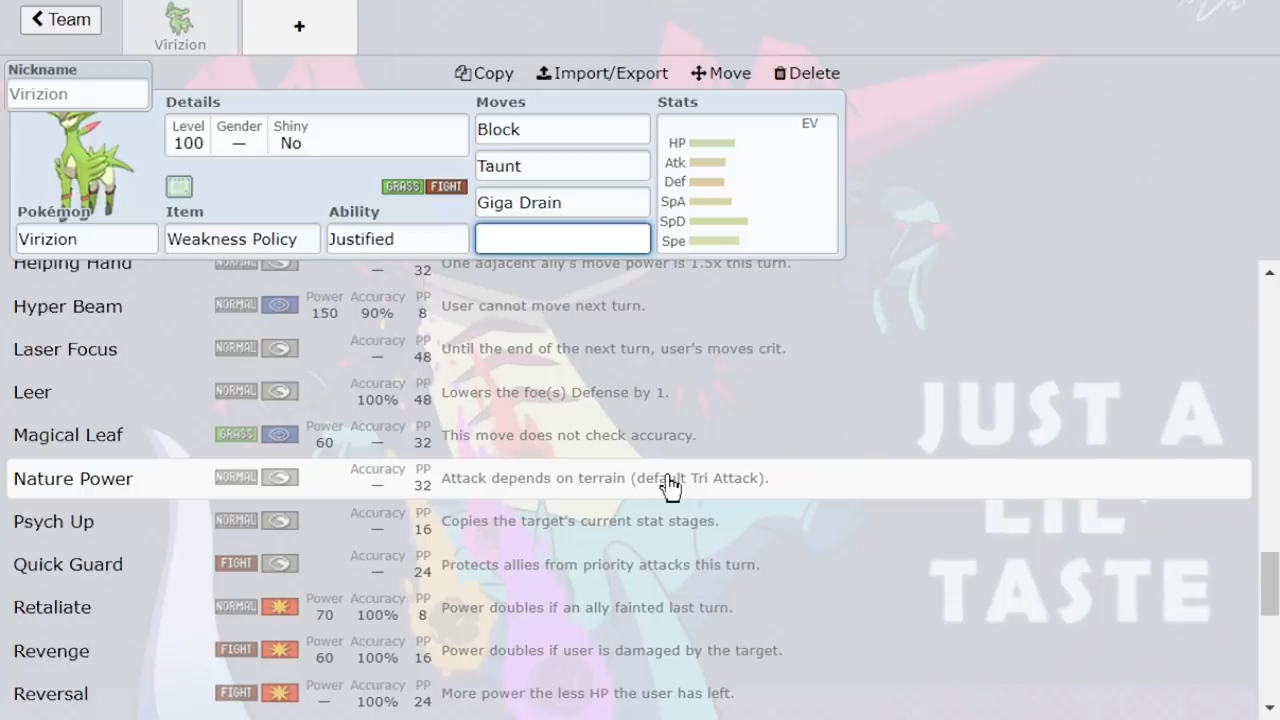 Team
Virizion
+
Nickname
Virizion
Copy Import/Export Move Delete
Details
Level 100 Gender — Shiny No
GRASS FIGHT
Pokémon
Virizion
Item
Weakness Policy
Ability
Justified
Moves
Block
Taunt
Giga Drain
Stats
EV
HP
Atk
Def
SpA
SpD
Spe
Helping Hand NORMAL — 32 One adjacent ally's move power is 1.5x this turn.
Hyper Beam NORMAL Power 150 Accuracy 90% PP 8 User cannot move next turn.
Laser Focus NORMAL Accuracy — PP 48 Until the end of the next turn, user's moves crit.
Leer NORMAL Accuracy 100% PP 48 Lowers the foe(s) Defense by 1.
Magical Leaf GRASS Power 60 Accuracy — PP 32 This move does not check accuracy.
Nature Power NORMAL Accuracy — PP 32 Attack depends on terrain (default Tri Attack).
Psych Up NORMAL Accuracy — PP 16 Copies the target's current stat stages.
Quick Guard FIGHT Accuracy — PP 24 Protects allies from priority attacks this turn.
Retaliate NORMAL Power 70 Accuracy 100% PP 8 Power doubles if an ally fainted last turn.
Revenge FIGHT Power 60 Accuracy 100% PP 16 Power doubles if user is damaged by the target.
Reversal FIGHT Power — Accuracy 100% PP 24 More power the less HP the user has left.
JUST A
LIL'
TASTE